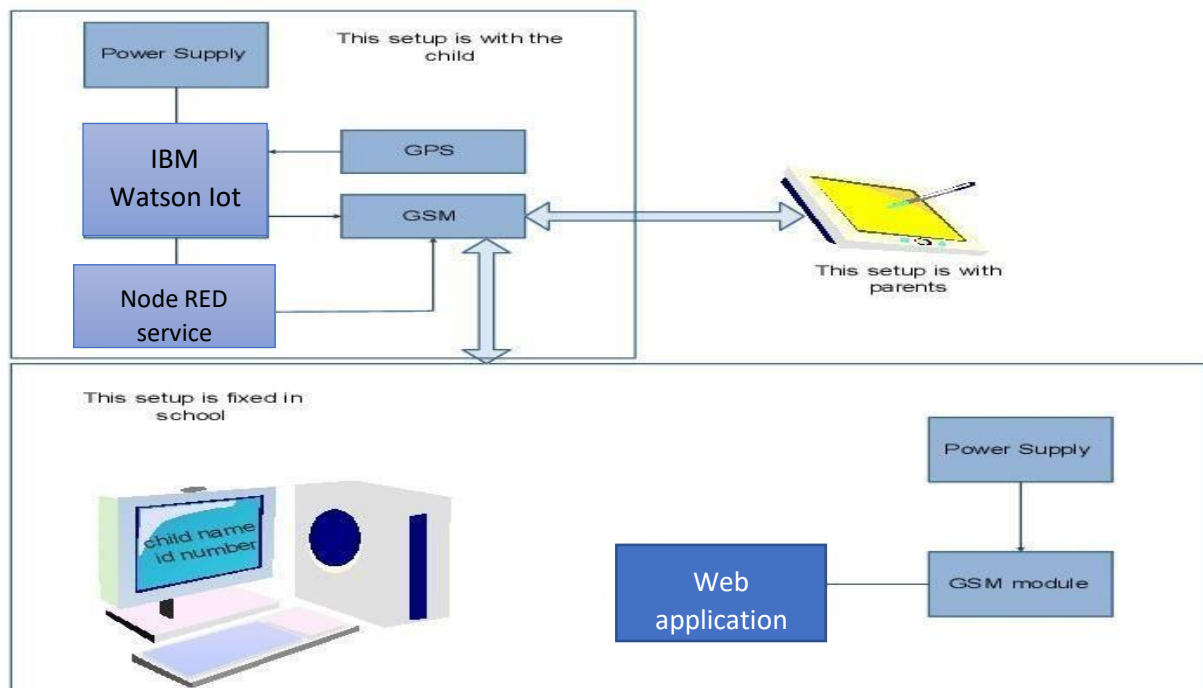 This setup is with the
child
Power Supply
IBM
Watson Iot
GPS
GSM
Node RED
service
This setup is with
parents
This setup is fixed in
school
child name
id number
Power Supply
GSM module
Web
application